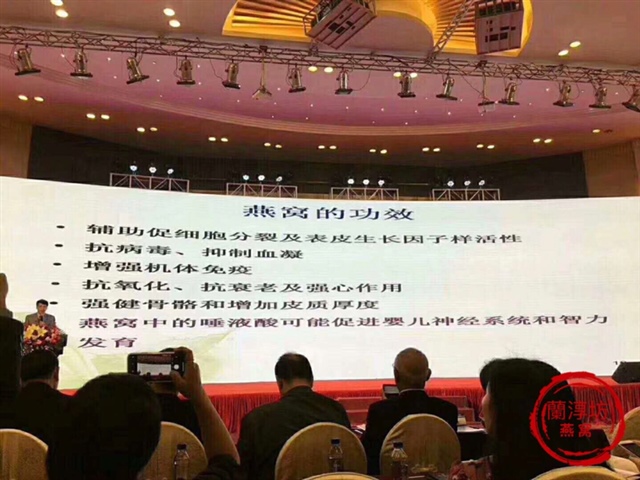 燕窝的功效
• 辅助促细胞分裂及表皮生长因子样活性
• 抗病毒、抑制血凝
• 增强机体免疫
• 抗氧化、抗衰老及强心作用
• 强健骨骼和增加皮质厚度
燕窝中的唾液酸可能促进婴儿神经系统和智力
发育
燕窝